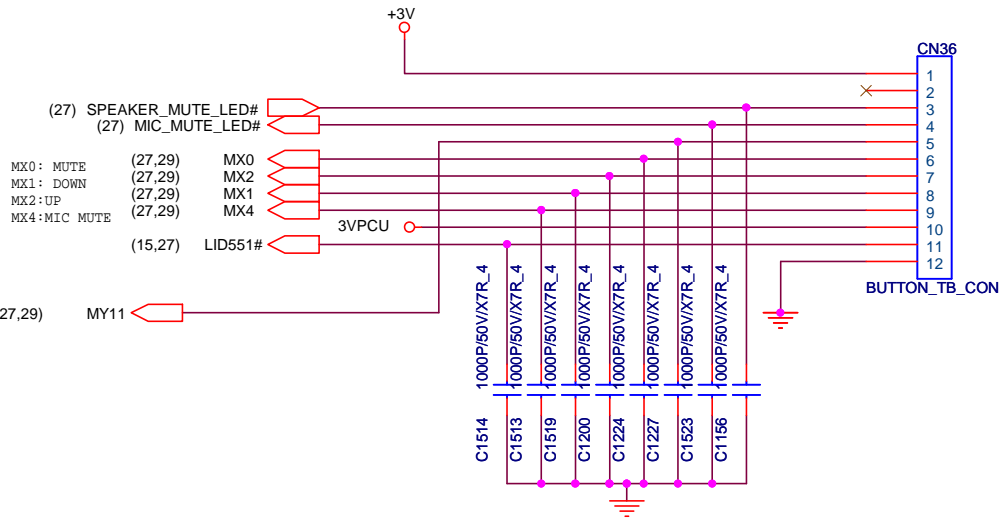 +3V
CN36
(27) SPEAKER_MUTE_LED#
(27) MIC_MUTE_LED#
MX0: MUTE
MX1: DOWN
MX2:UP
MX4:MIC MUTE
(27,29) MX0
(27,29) MX2
(27,29) MX1
(27,29) MX4
3VPCU
(15,27) LID551#
27,29) MY11
1
2
3
4
5
6
7
8
9
10
11
12
BUTTON_TB_CON
1000P/50V/X7R_4
1000P/50V/X7R_4
1000P/50V/X7R_4
1000P/50V/X7R_4
1000P/50V/X7R_4
1000P/50V/X7R_4
1000P/50V/X7R_4
C1514
C1513
C1519
C1200
C1224
C1227
C1523
C1156